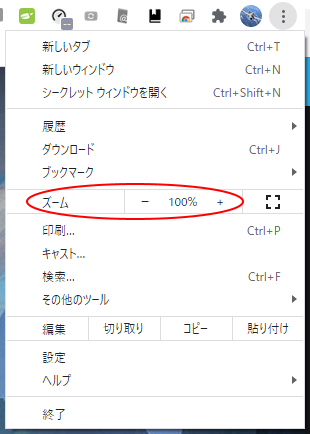 新しいタブ Ctrl+T
新しいウィンドウ Ctrl+N
シークレット ウィンドウを開く Ctrl+Shift+N
履歴
ダウンロード Ctrl+J
ブックマーク
ズーム − 100% +
印刷... Ctrl+P
キャスト...
検索... Ctrl+F
その他のツール
編集 切り取り コピー 貼り付け
設定
ヘルプ
終了